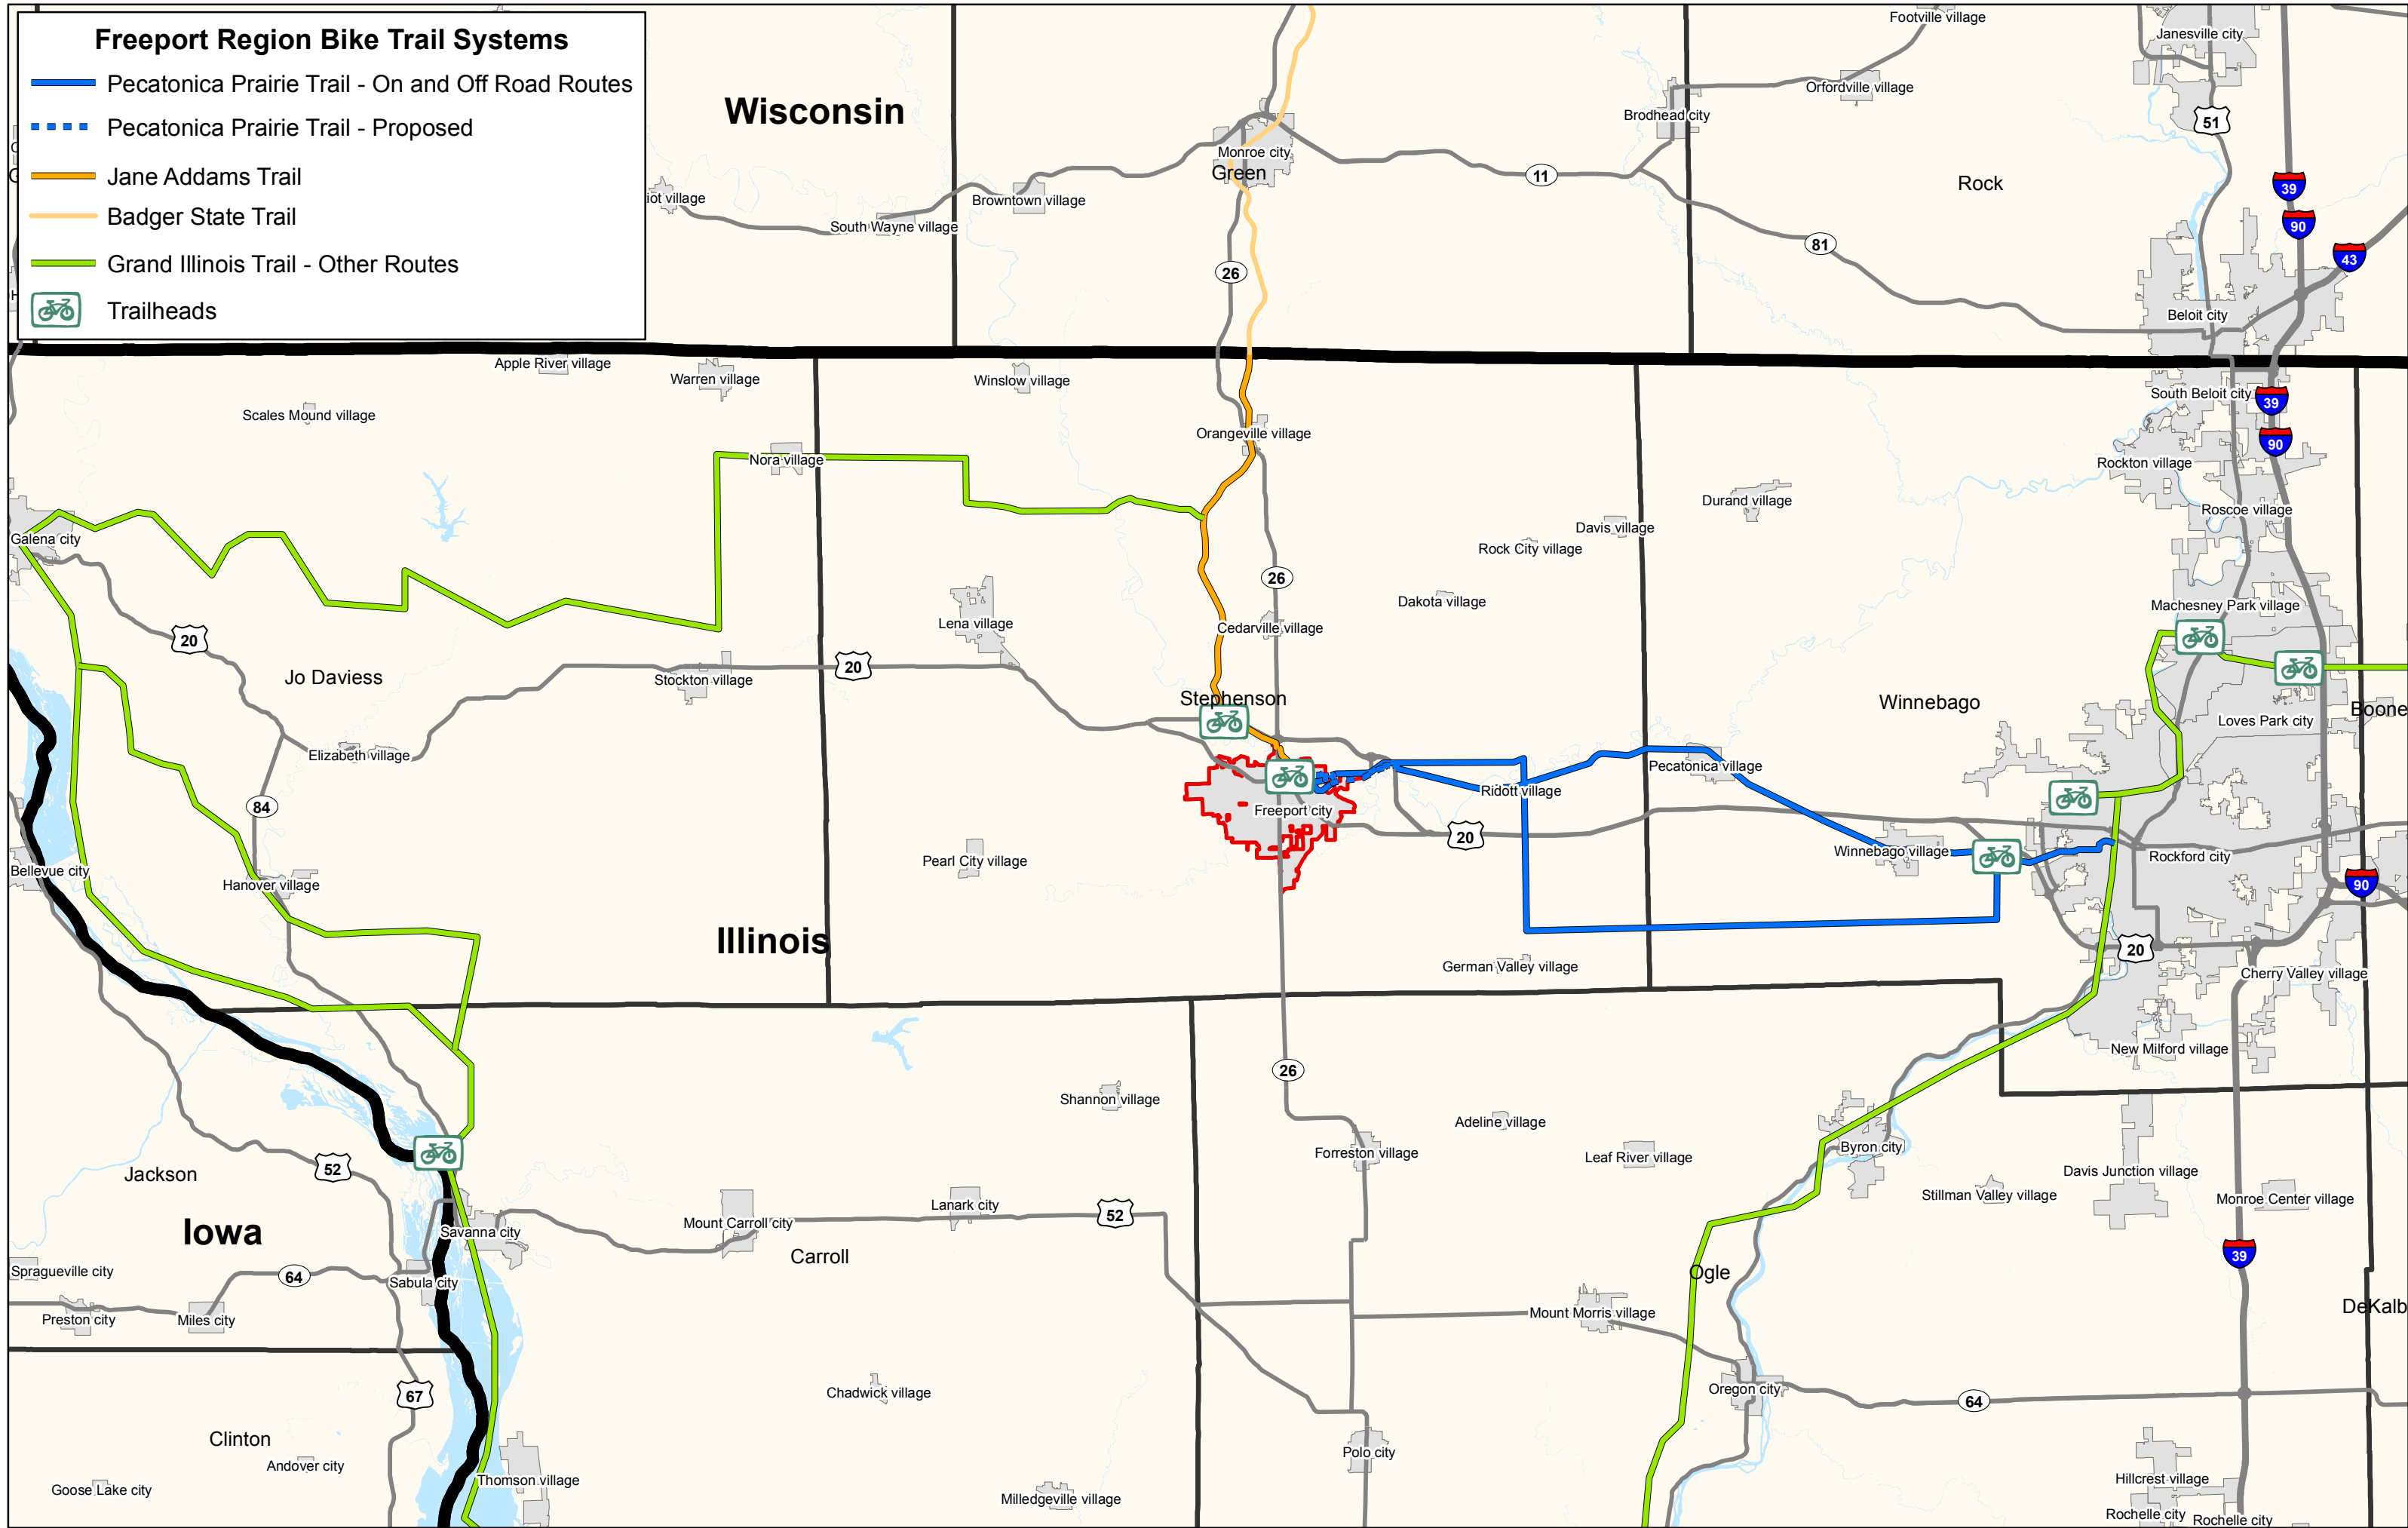 Freeport Region Bike Trail Systems
Pecatonica Prairie Trail - On and Off Road Routes
Pecatonica Prairie Trail - Proposed
Jane Addams Trail
Badger State Trail
Grand Illinois Trail - Other Routes
Trailheads
Footville village
Janesville city
Wisconsin
Orfordville village
Brodhead city
51
Monroe city
Green
11
Rock
39
90
43
iot village
Browntown village
South Wayne village
81
26
Beloit city
Apple River village
Warren village
Winslow village
Scales Mound village
South Beloit city
39
90
Orangeville village
Nora village
Rockton village
Durand village
Roscoe village
Davis village
Rock City village
Galena city
26
Dakota village
Machesney Park village
Lena village
Cedarville village
20
20
Jo Daviess
Stockton village
Stephenson
Winnebago
Boone
Loves Park city
Elizabeth village
Pecatonica village
Ridott village
84
Freeport city
20
Pearl City village
Winnebago village
Rockford city
Bellevue city
Hanover village
90
Illinois
20
German Valley village
Cherry Valley village
New Milford village
26
Shannon village
Adeline village
Forreston village
Leaf River village
Byron city
52
Jackson
Davis Junction village
Stillman Valley village
Monroe Center village
Lanark city
52
Mount Carroll city
Iowa
Savanna city
Carroll
39
Spragueville city
64
Sabula city
Ogle
DeKalb
Preston city
Miles city
Mount Morris village
67
Chadwick village
Oregon city
64
Clinton
Andover city
Polo city
Thomson village
Hillcrest village
Goose Lake city
Milledgeville village
Rochelle city
Rochelle city